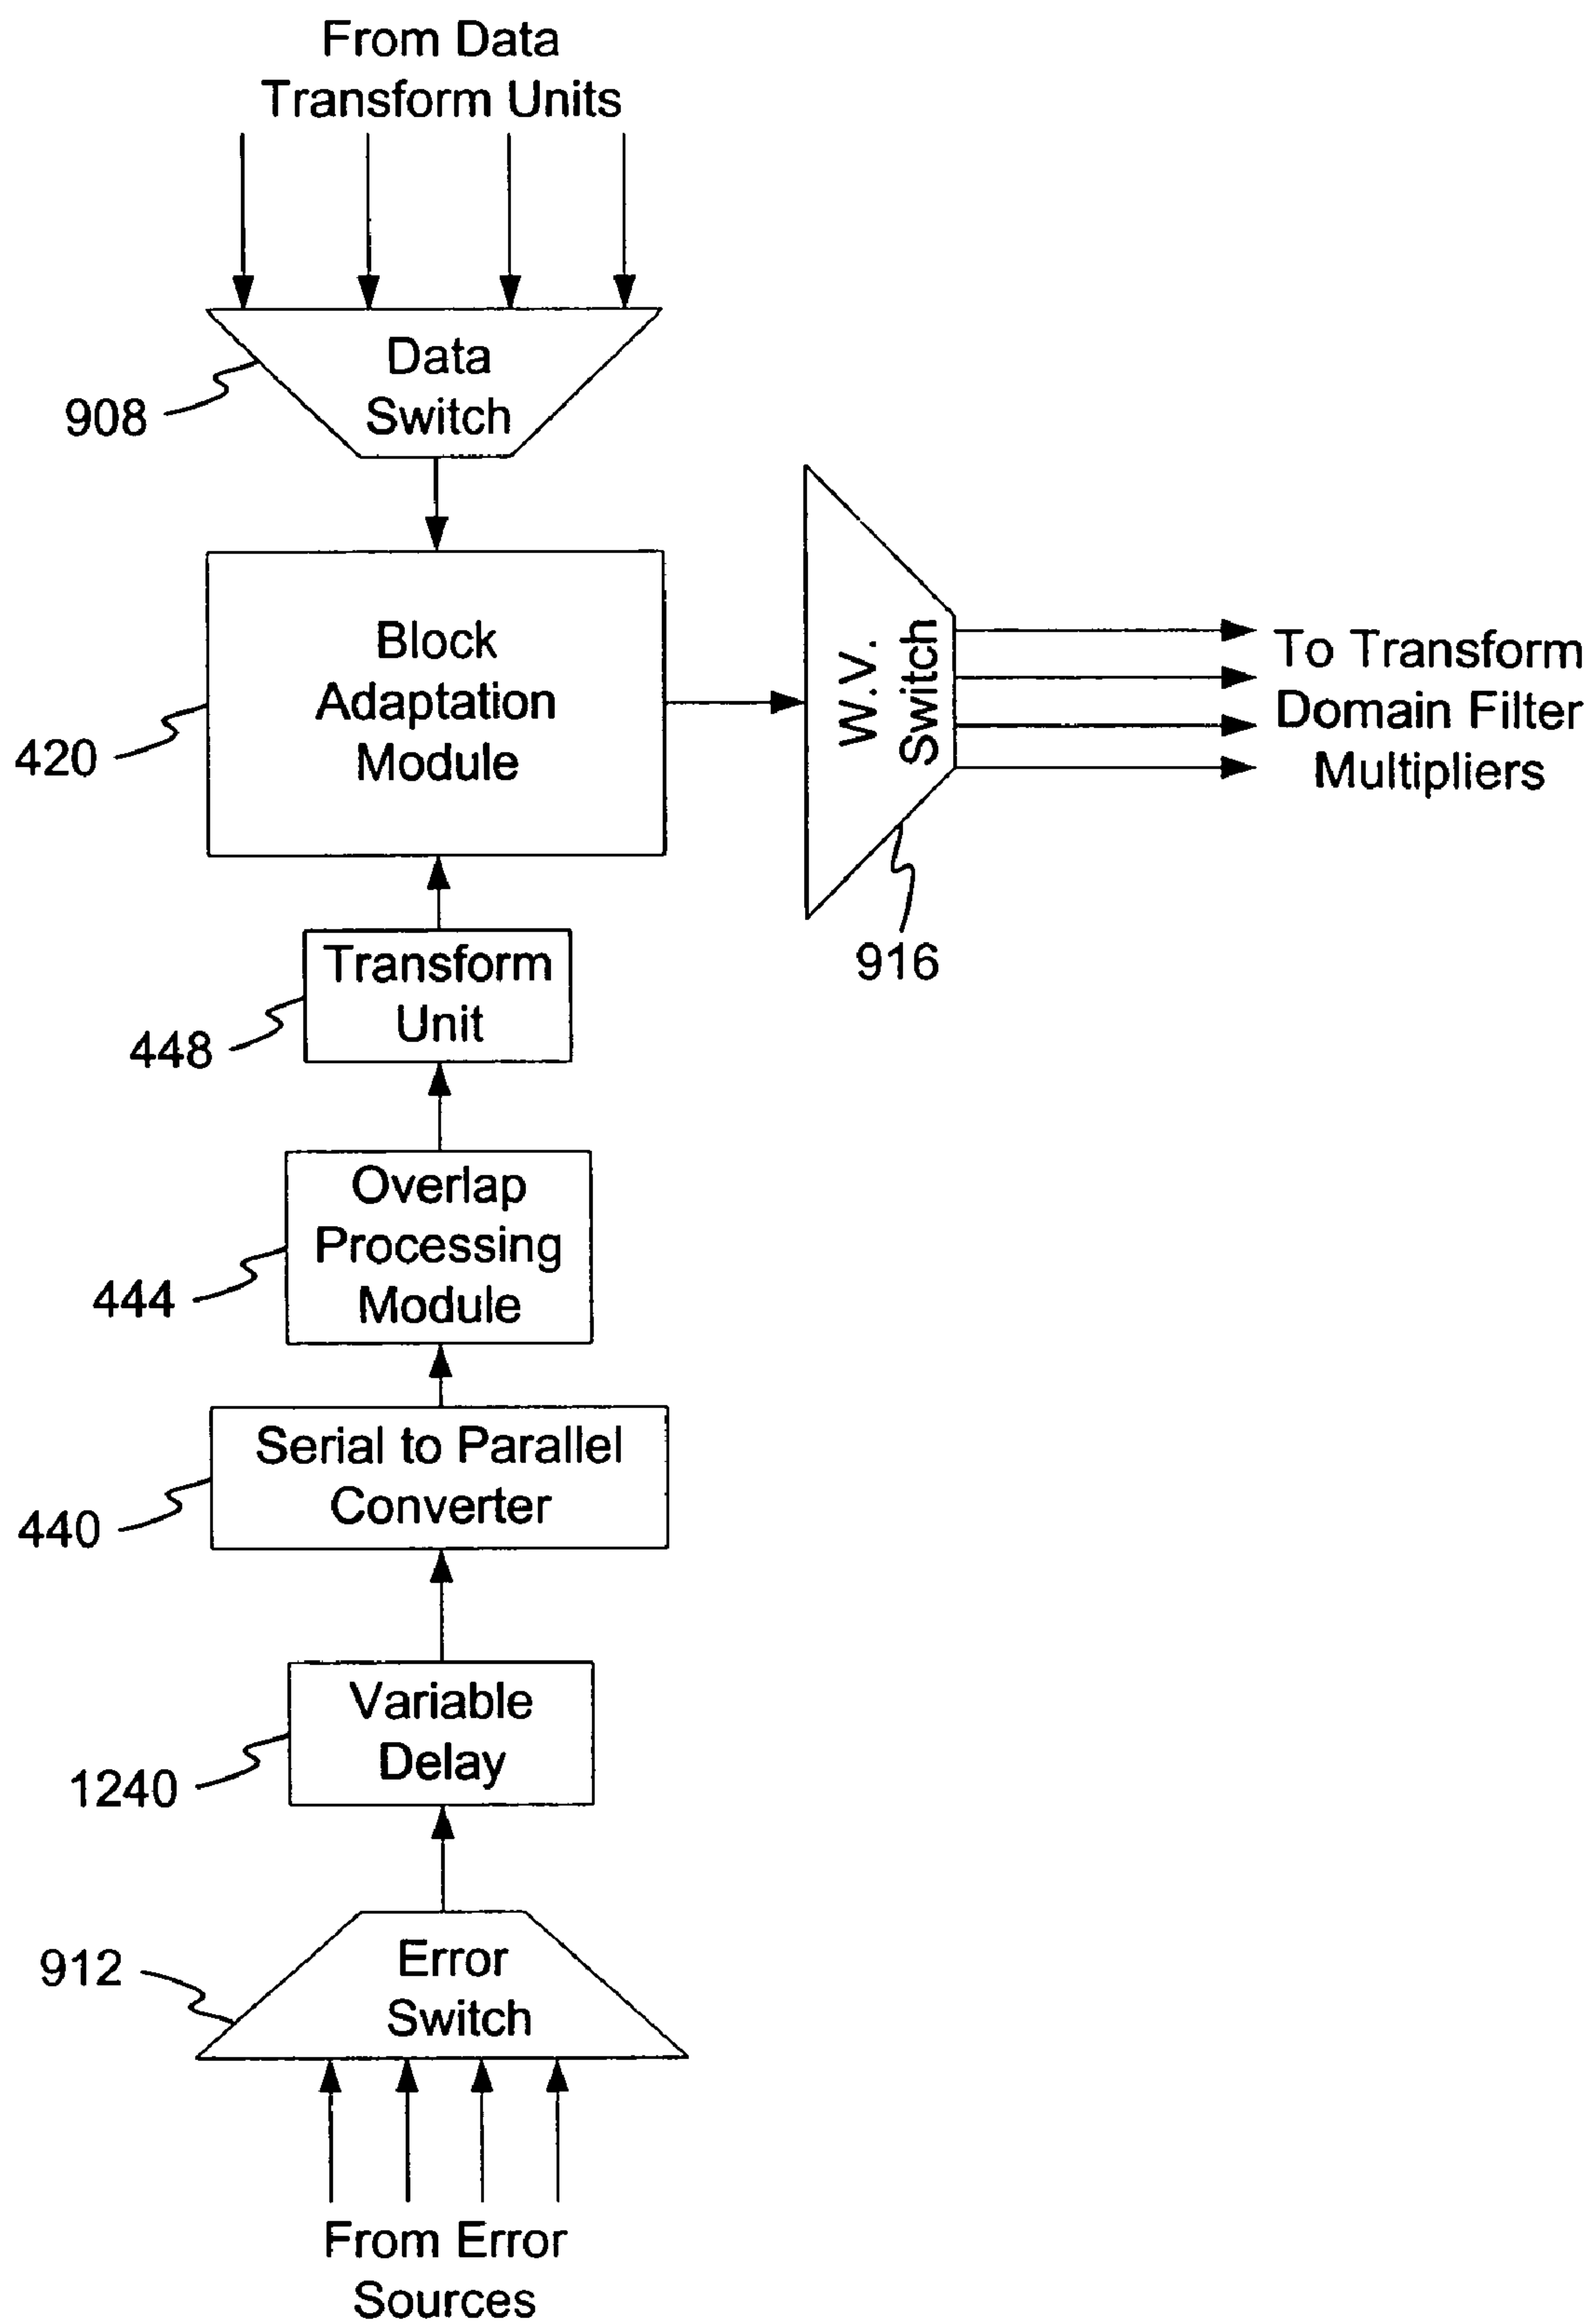 From Data
Transform Units
Data
Switch
908
Block
Adaptation
Module
420
W.V.
Switch
To Transform
Domain Filter
Multipliers
916
Transform
Unit
448
Overlap
Processing
Module
444
Serial to Parallel
Converter
440
Variable
Delay
1240
Error
Switch
912
From Error
Sources